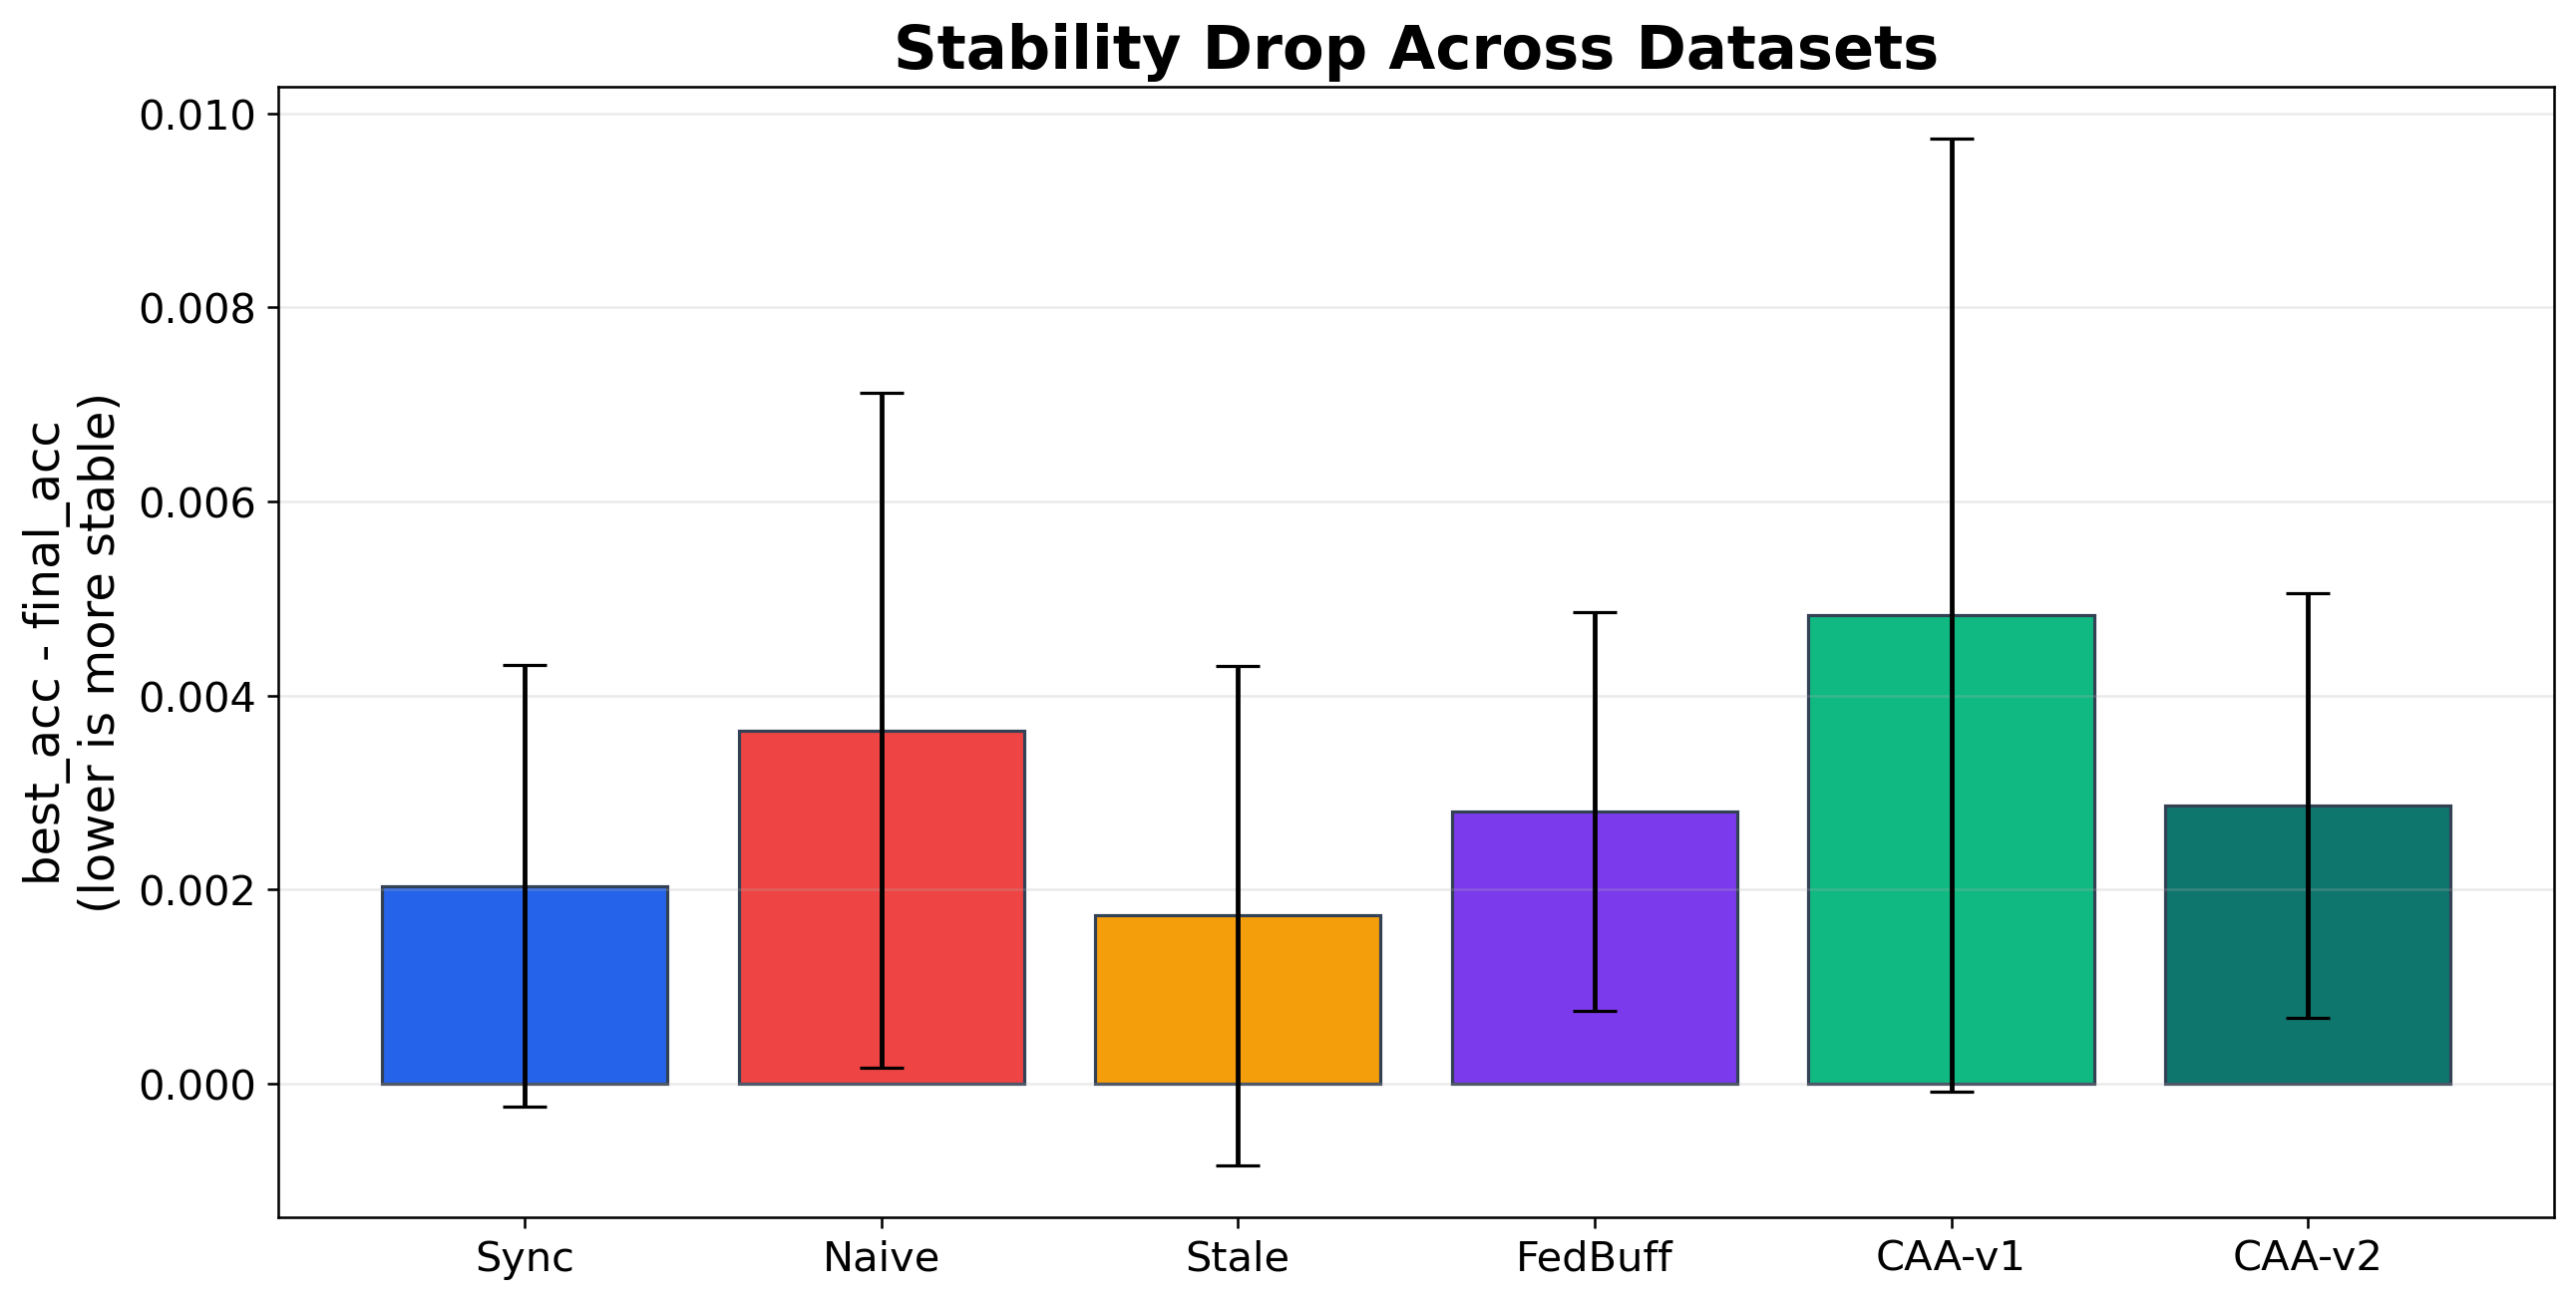 Stability Drop Across Datasets
best_acc - final_acc
(lower is more stable)
0.010
0.008
0.006
0.004
0.002
0.000
Sync Naive Stale FedBuff CAA-v1 CAA-v2